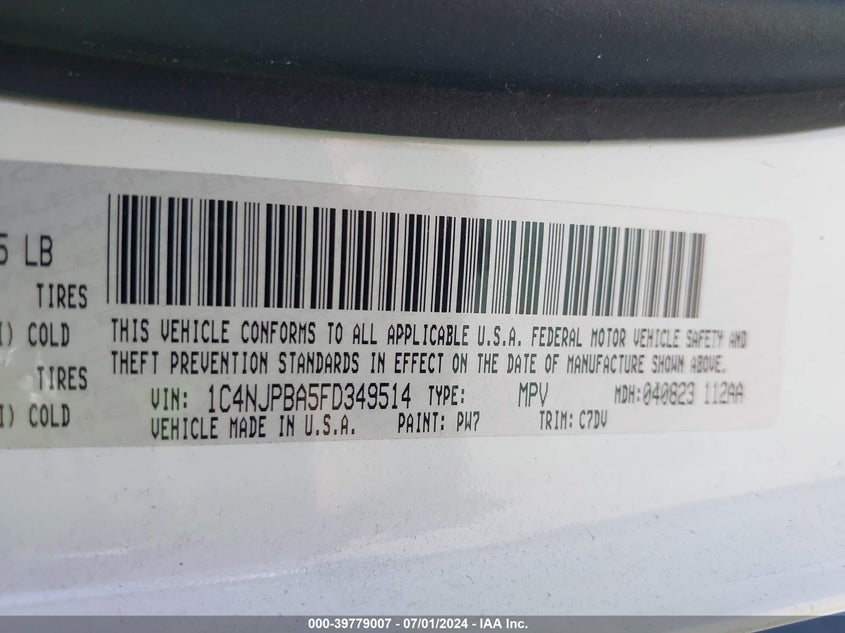 5 LB
TIRES
I) COLD
TIRES
I) COLD
THIS VEHICLE CONFORMS TO ALL APPLICABLE U.S.A. FEDERAL MOTOR VEHICLE SAFETY AND
THEFT PREVENTION STANDARDS IN EFFECT ON THE DATE OF MANUFACTURE SHOWN ABOVE.
VIN: 1C4NJPBA5FD349514 TYPE: MPV MDH: 040823 112AA
VEHICLE MADE IN U.S.A. PAINT: PW7 TRIM: C7DV
000-39779007 - 07/01/2024 - IAA Inc.